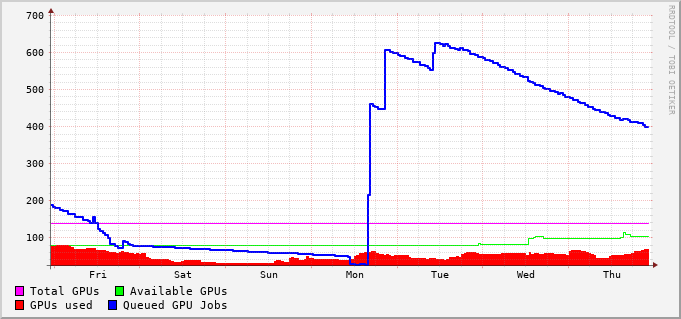 700
600
500
400
300
200
100
Fri Sat Sun Mon Tue Wed Thu
Total GPUs Available GPUs
GPUs used Queued GPU Jobs
RRDTOOL / TOBI OETIKER